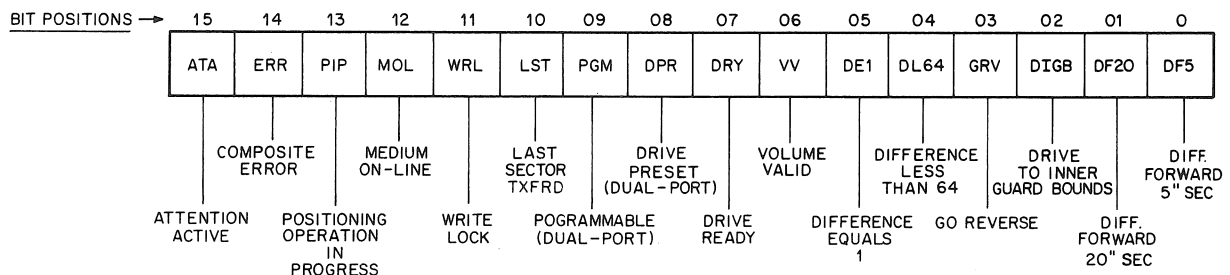 BIT POSITIONS → 15 14 13 12 11 10 09 08 07 06 05 04 03 02 01 0
ATA ERR PIP MOL WRL LST PGM DPR DRY VV DE1 DL64 GRV DIGB DF20 DF5
COMPOSITE ERROR
MEDIUM ON-LINE
LAST SECTOR TXFRD
DRIVE PRESET (DUAL-PORT)
VOLUME VALID
DIFFERENCE LESS THAN 64
DRIVE TO INNER GUARD BOUNDS
DIFF. FORWARD 5" SEC
ATTENTION ACTIVE
POSITIONING OPERATION IN PROGRESS
WRITE LOCK
POGRAMMABLE (DUAL-PORT)
DRIVE READY
DIFFERENCE EQUALS 1
GO REVERSE
DIFF. FORWARD 20" SEC